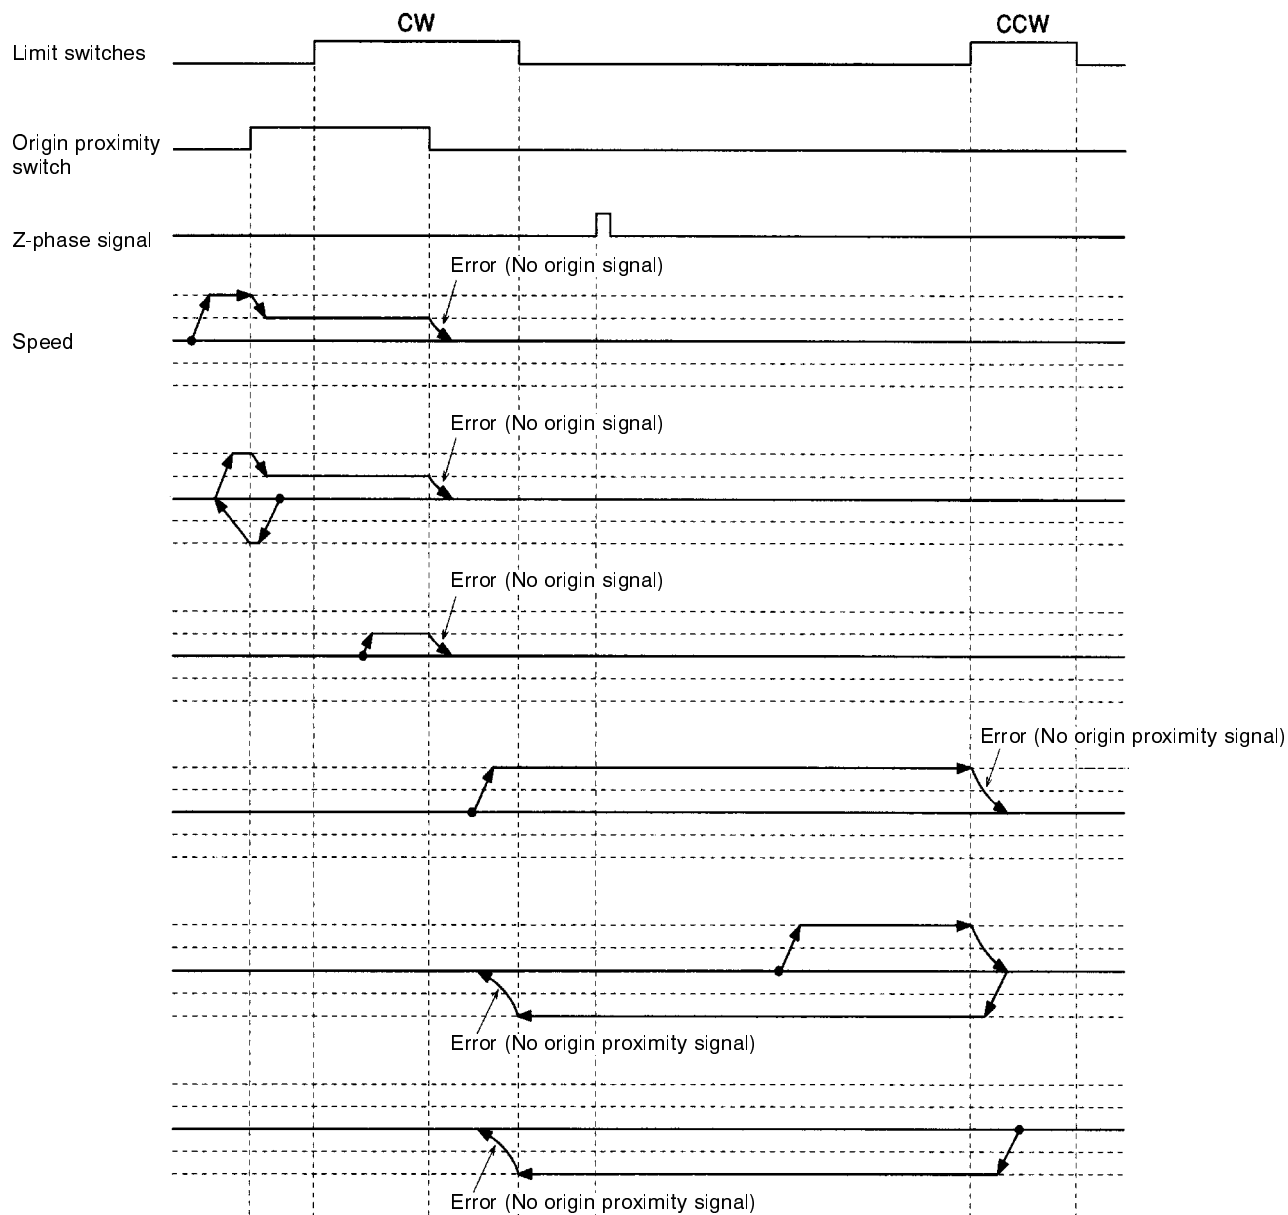 CW
CCW
Limit switches
Origin proximity
switch
Z-phase signal
Error (No origin signal)
Speed
Error (No origin signal)
Error (No origin signal)
Error (No origin proximity signal)
Error (No origin proximity signal)
Error (No origin proximity signal)